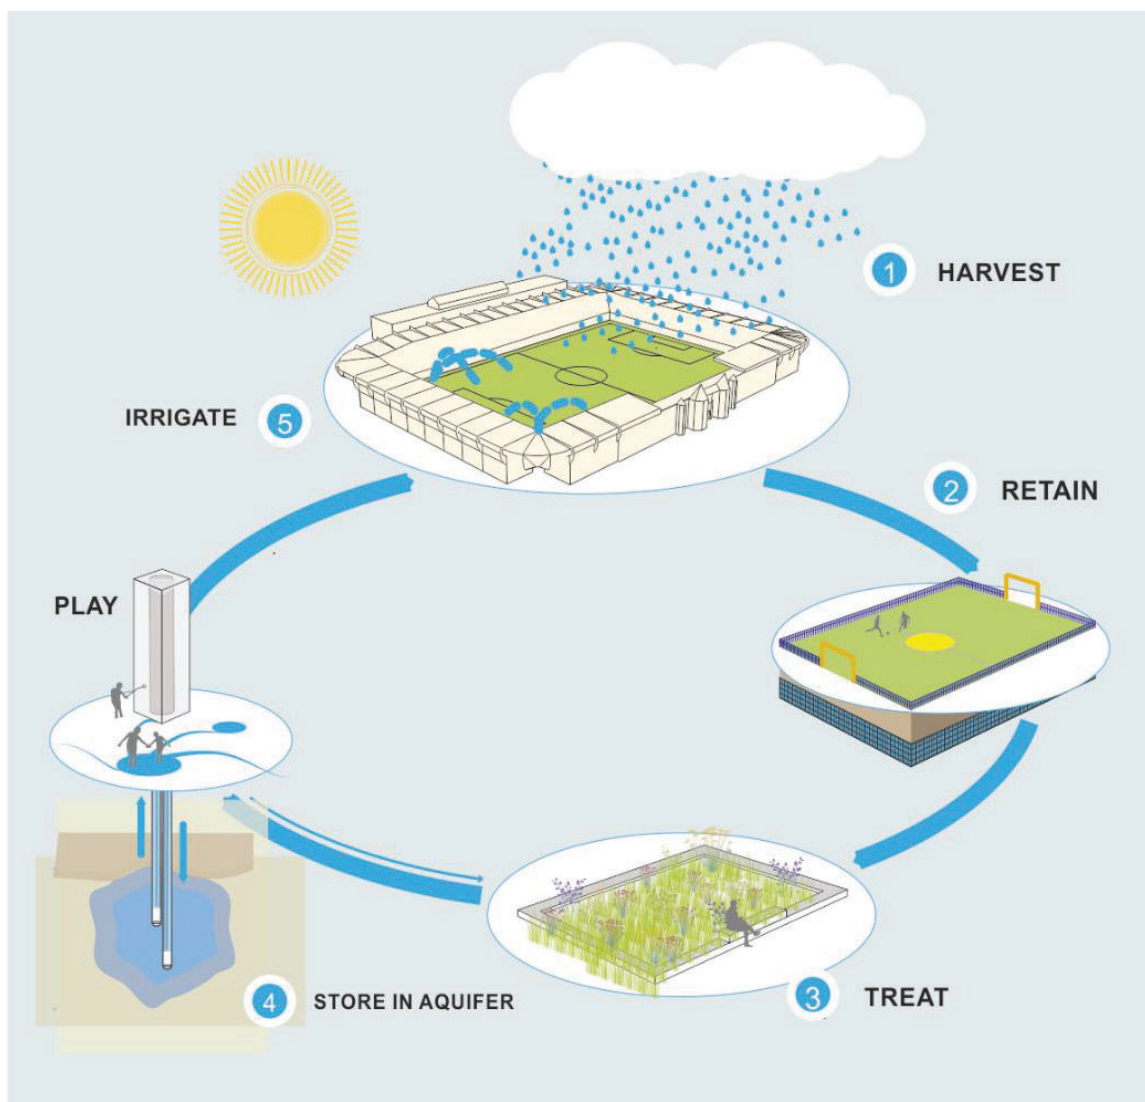 1 HARVEST
IRRIGATE 5
2 RETAIN
PLAY
4 STORE IN AQUIFER
3 TREAT